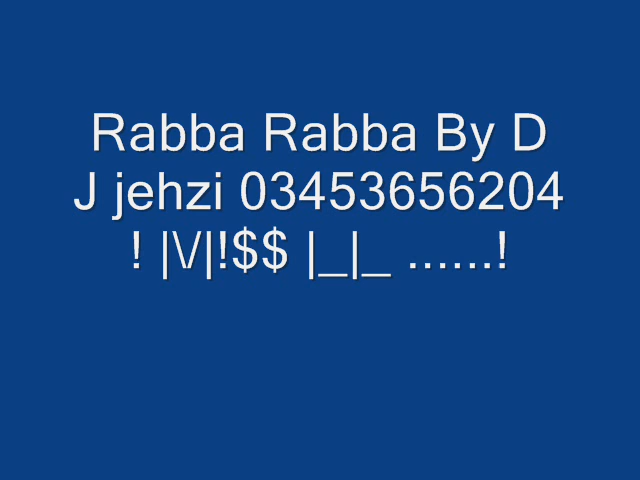 Rabba Rabba By D
J jehzi 03453656204
! |\/|!$$ |_|_ ......!